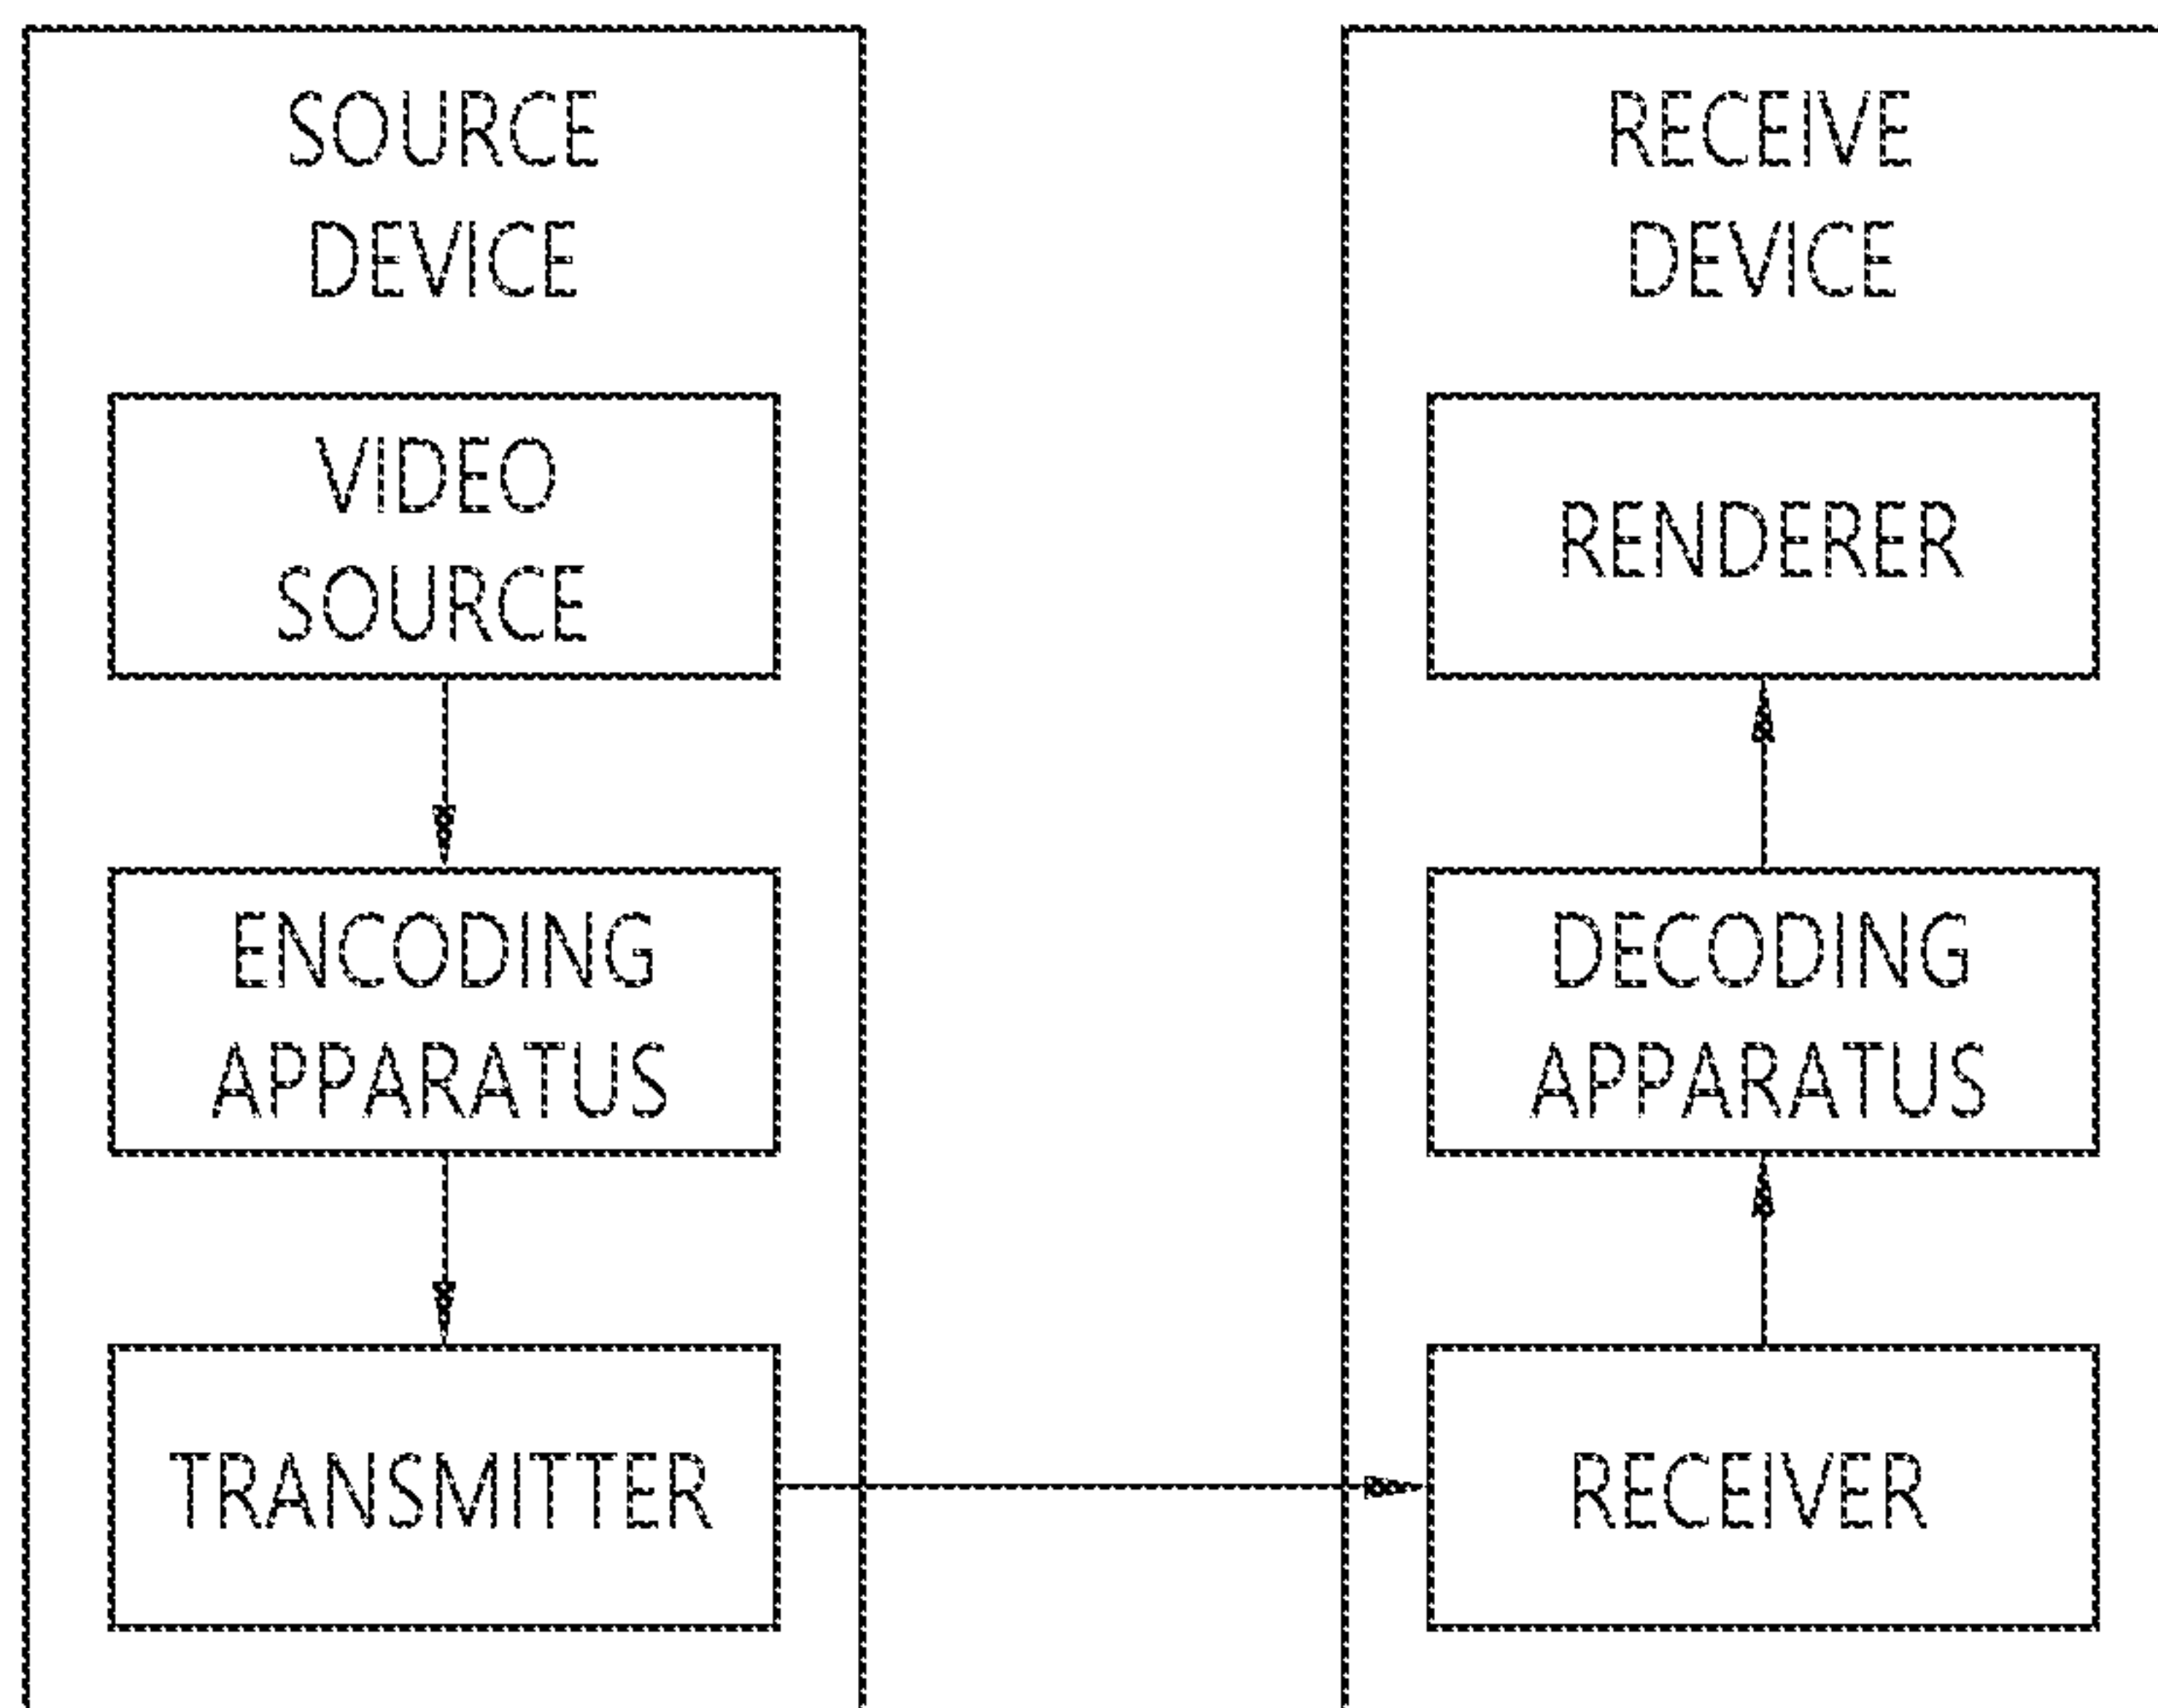 SOURCE
DEVICE
VIDEO
SOURCE
ENCODING
APPARATUS
TRANSMITTER
RECEIVE
DEVICE
RENDERER
DECODING
APPARATUS
RECEIVER